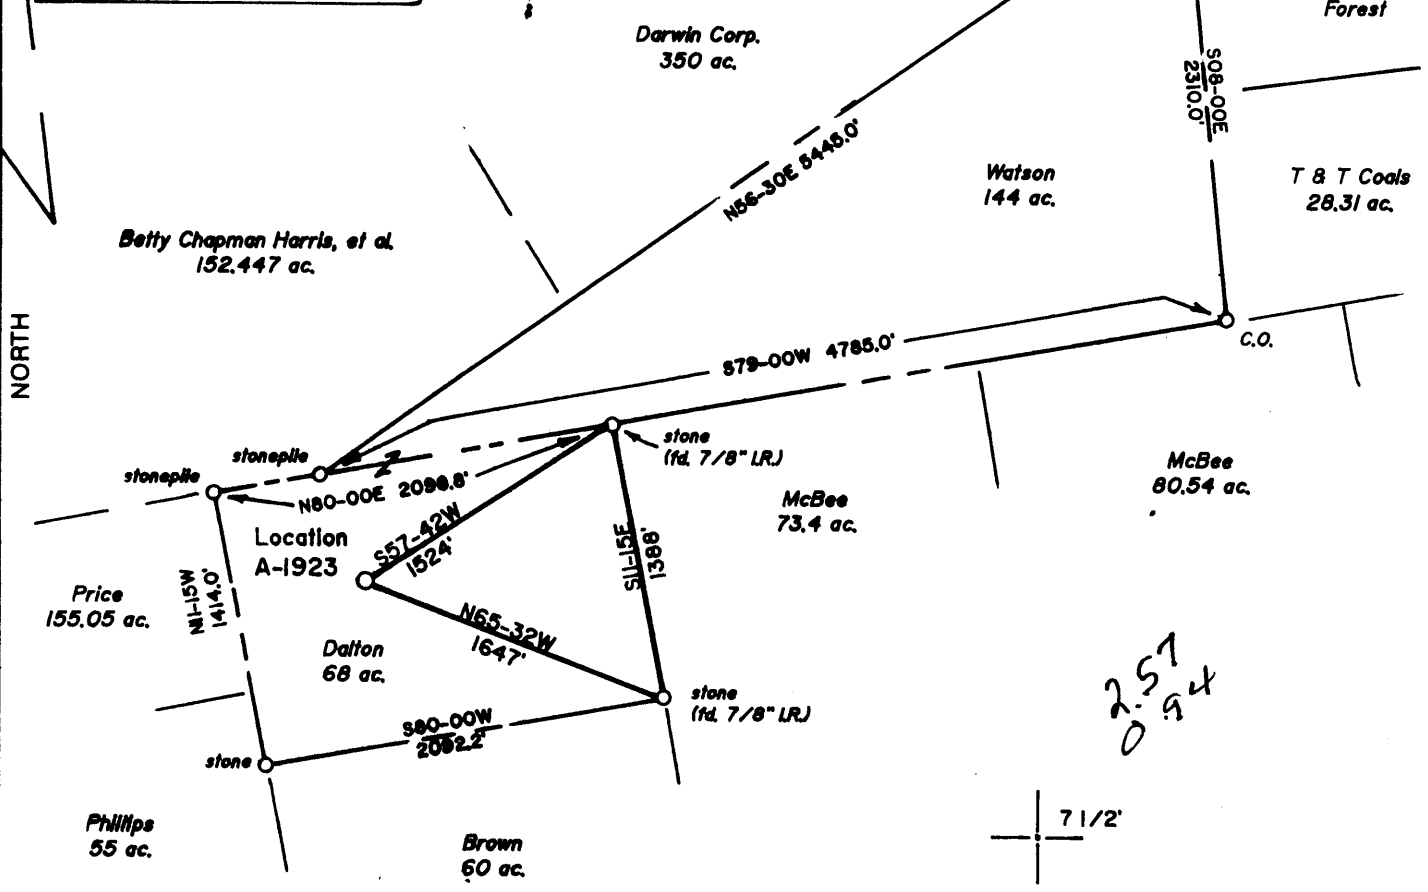 Forest
Darwin Corp.
350 ac.
S08-00E
2310.0'
N56-30E 5445.0'
Watson
144 ac.
T & T Coals
28.31 ac.
Betty Chapman Harris, et al.
152.447 ac.
NORTH
S79-00W 4785.0'
C.O.
stonepile
stonepile
stone
(fd. 7/8" I.R.)
N80-00E
McBee
73.4 ac.
McBee
80.54 ac.
Location
A-1923
S57-42W
1524'
S11-15E
1388'
N11-15W
1414.0'
Price
155.05 ac.
N65-32W
1647'
Dalton
68 ac.
stone
(fd. 7/8" I.R.)
S80-00W
2092.2'
stone
2.57
0.94
Phillips
55 ac.
Brown
60 ac.
7 1/2'